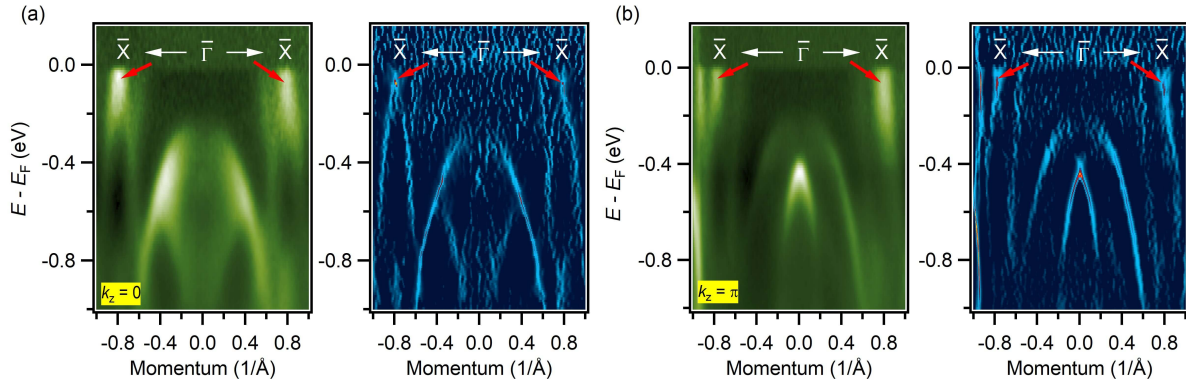 (a)
X̄ ← Γ̄ → X̄
X̄ ← Γ̄ → X̄
0.0
-0.4
-0.8
E - E_F (eV)
k_z = 0
-0.8 -0.4 0.0 0.4 0.8
Momentum (1/Å)
0.0
-0.4
-0.8
-0.8 -0.4 0.0 0.4 0.8
Momentum (1/Å)
(b)
X̄ ← Γ̄ → X̄
X̄ ← Γ̄ → X̄
0.0
-0.4
-0.8
E - E_F (eV)
k_z = π
-0.8 -0.4 0.0 0.4 0.8
Momentum (1/Å)
0.0
-0.4
-0.8
-0.8 -0.4 0.0 0.4 0.8
Momentum (1/Å)